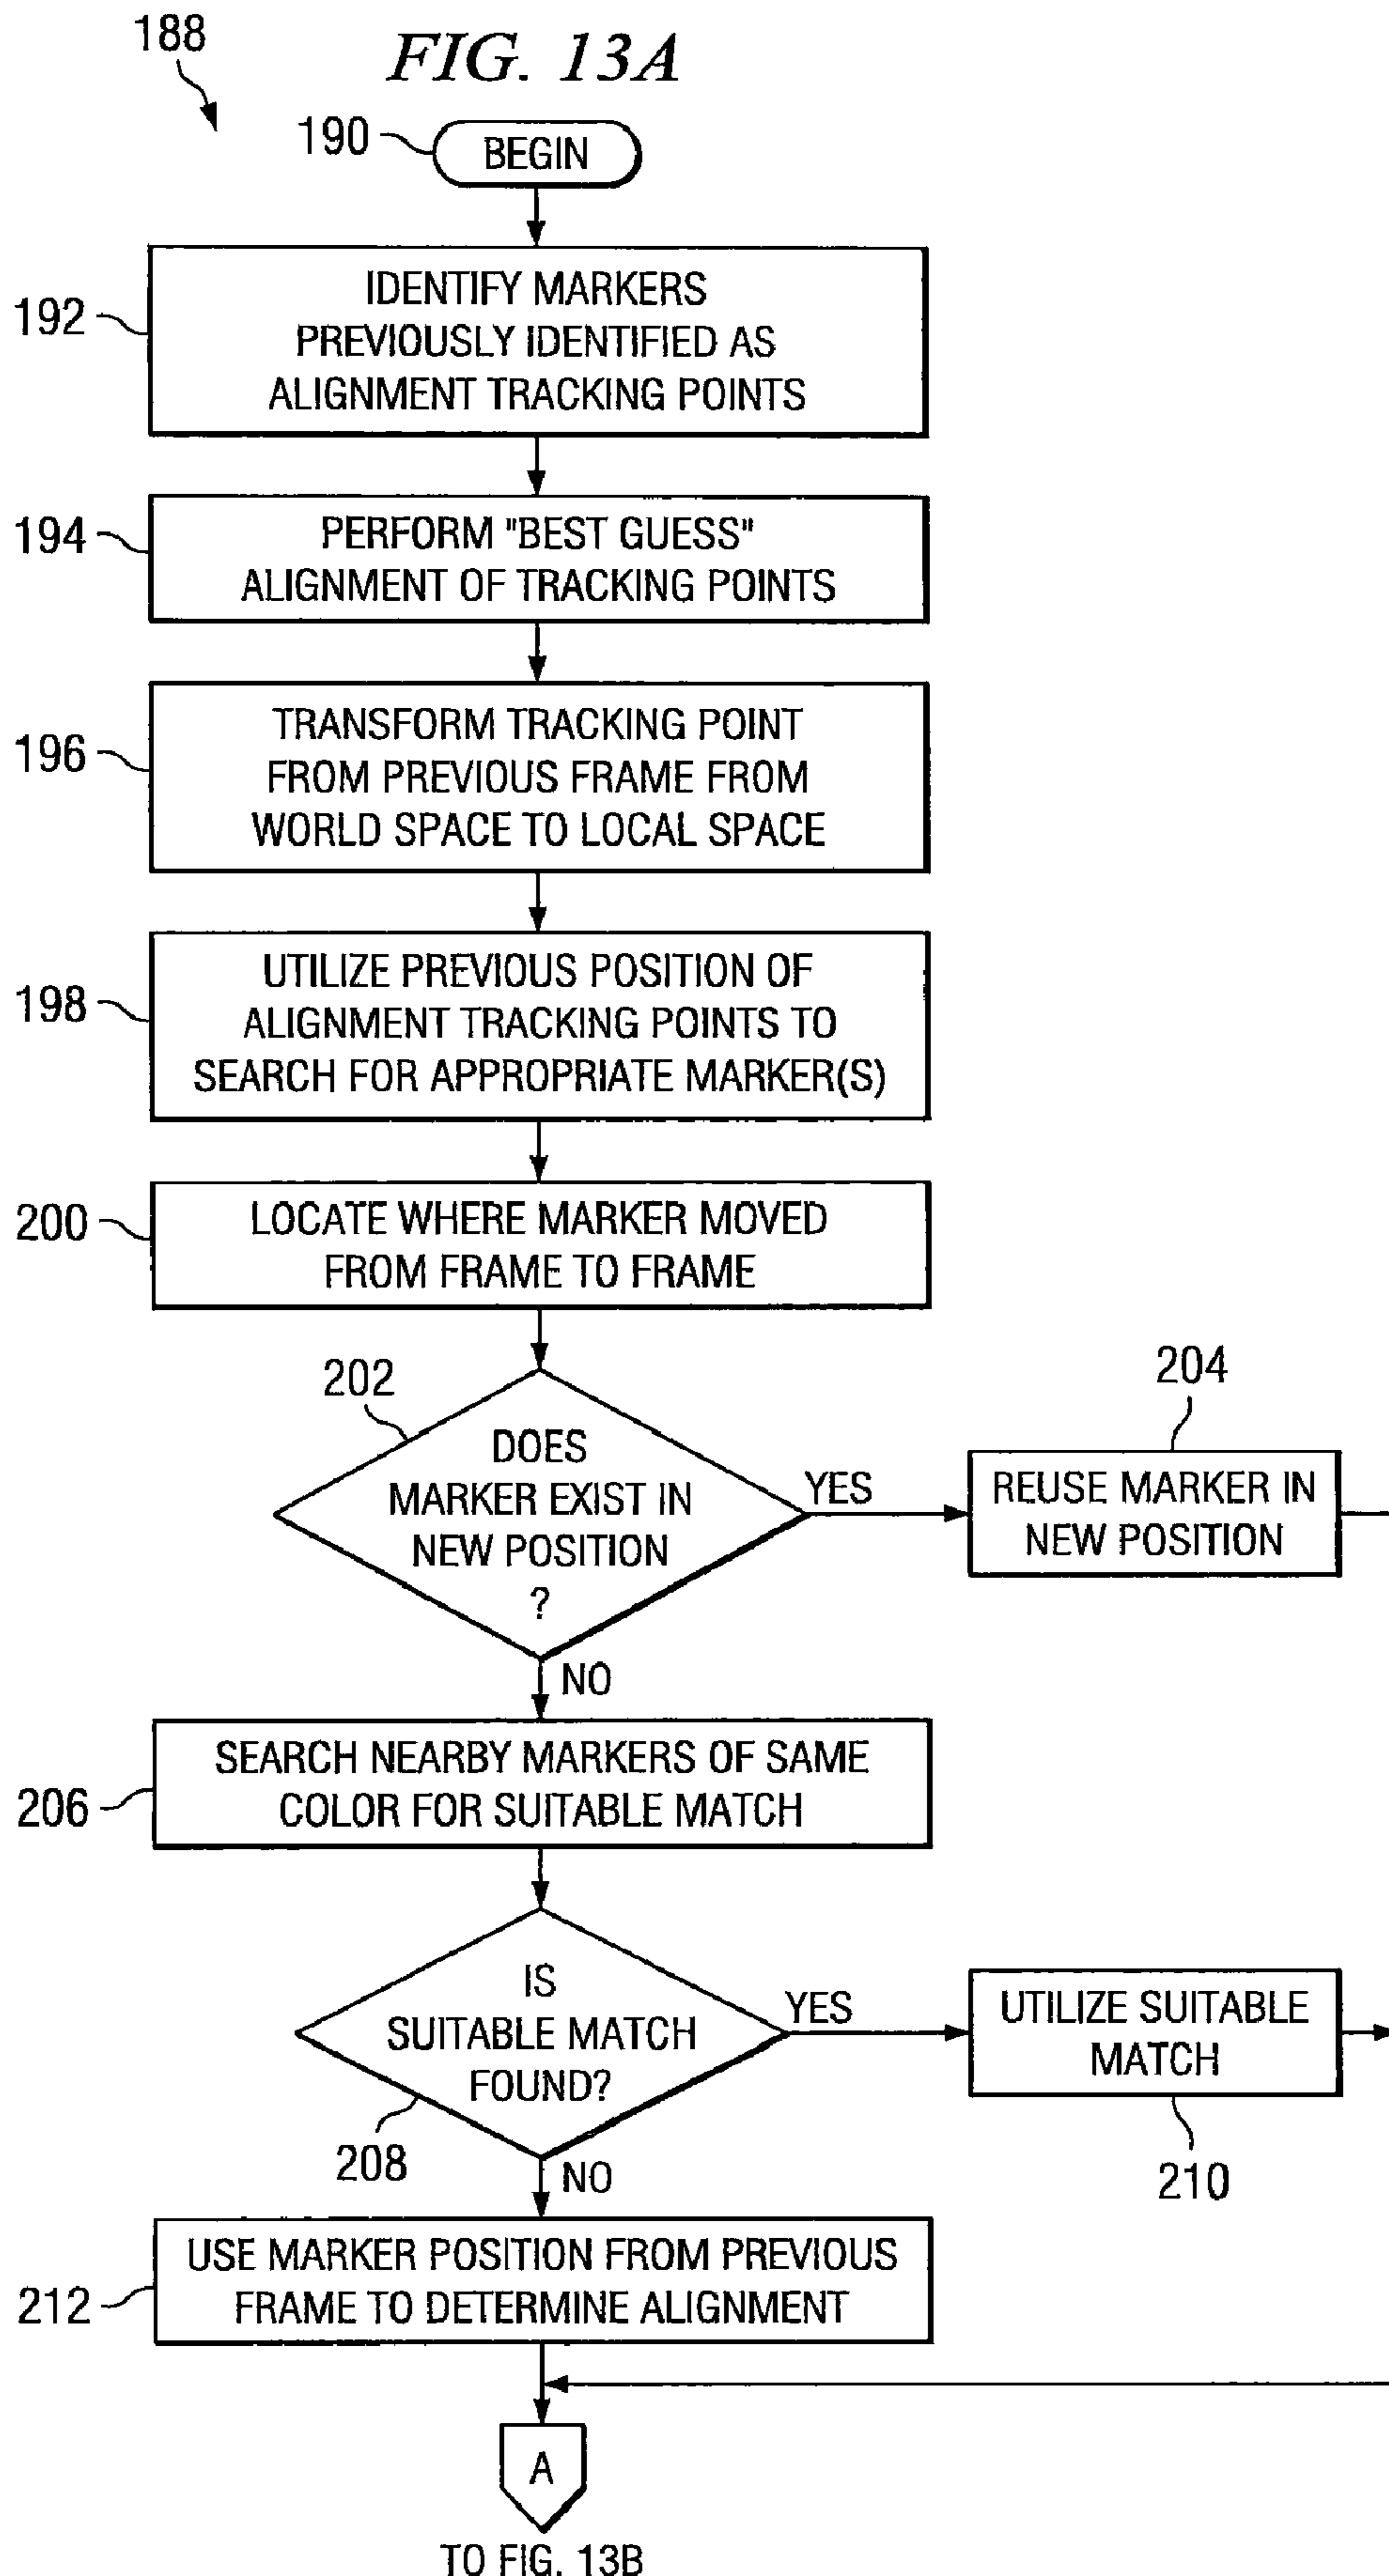 188
FIG. 13A
190
BEGIN
192
IDENTIFY MARKERS
PREVIOUSLY IDENTIFIED AS
ALIGNMENT TRACKING POINTS
194
PERFORM "BEST GUESS"
ALIGNMENT OF TRACKING POINTS
196
TRANSFORM TRACKING POINT
FROM PREVIOUS FRAME FROM
WORLD SPACE TO LOCAL SPACE
198
UTILIZE PREVIOUS POSITION OF
ALIGNMENT TRACKING POINTS TO
SEARCH FOR APPROPRIATE MARKER(S)
200
LOCATE WHERE MARKER MOVED
FROM FRAME TO FRAME
202
DOES
MARKER EXIST IN
NEW POSITION
?
YES
204
REUSE MARKER IN
NEW POSITION
NO
206
SEARCH NEARBY MARKERS OF SAME
COLOR FOR SUITABLE MATCH
IS
SUITABLE MATCH
FOUND?
208
YES
UTILIZE SUITABLE
MATCH
210
NO
212
USE MARKER POSITION FROM PREVIOUS
FRAME TO DETERMINE ALIGNMENT
A
TO FIG. 13B